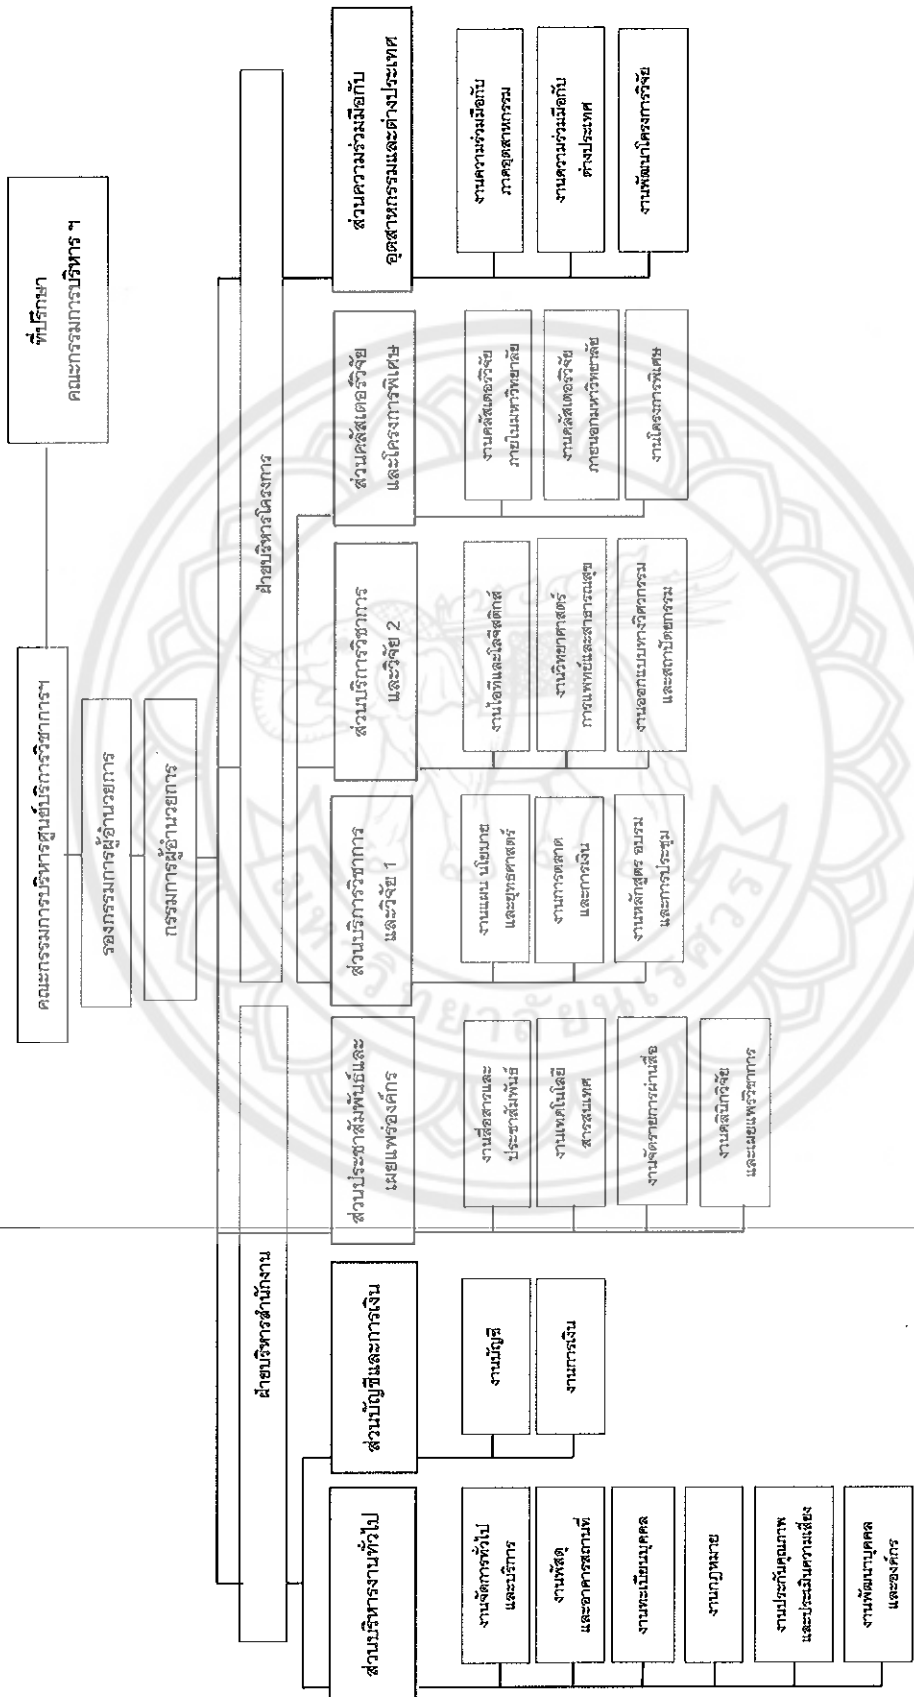 ที่ปรึกษา
คณะกรรมการบริหาร ฯ
คณะกรรมการบริหารศูนย์บริการวิชาการฯ
รองกรรมการผู้อำนวยการ
กรรมการผู้อำนวยการ
ฝ่ายบริหารสำนักงาน
ฝ่ายบริหารโครงการ
ส่วนบริหารงานทั่วไป
งานจัดการทั่วไป
และบริการ
งานพัสดุ
และอาคารสถานที่
งานทะเบียนบุคคล
งานกฎหมาย
งานประกันคุณภาพ
และประเมินความเสี่ยง
งานพัฒนาบุคคล
และองค์กร
ส่วนบัญชีและการเงิน
งานบัญชี
งานการเงิน
ส่วนประชาสัมพันธ์และ
เผยแพร่องค์กร
งานสื่อสารและ
ประชาสัมพันธ์
งานเทคโนโลยี
สารสนเทศ
งานจัดรายการผ่านสื่อ
งานคลินิกวิจัย
และเผยแพร่วิชาการ
ส่วนบริการวิชาการ
และวิจัย 1
งานแผน นโยบาย
และยุทธศาสตร์
งานการตลาด
และการเงิน
งานหลักสูตร อบรม
และการประชุม
ส่วนบริการวิชาการ
และวิจัย 2
งานไอทีและโลจิสติกส์
งานวิทยาศาสตร์
การแพทย์และสาธารณสุข
งานออกแบบทางวิศวกรรม
และสถาปัตยกรรม
ส่วนคลัสเตอร์วิจัย
และโครงการพิเศษ
งานคลัสเตอร์วิจัย
ภายในมหาวิทยาลัย
งานคลัสเตอร์วิจัย
ภายนอกมหาวิทยาลัย
งานโครงการพิเศษ
ส่วนความร่วมมือกับ
อุตสาหกรรมและต่างประเทศ
งานความร่วมมือกับ
ภาคอุตสาหกรรม
งานความร่วมมือกับ
ต่างประเทศ
งานพัฒนาโครงการวิจัย
มหาวิทยาลัยนเรศวร